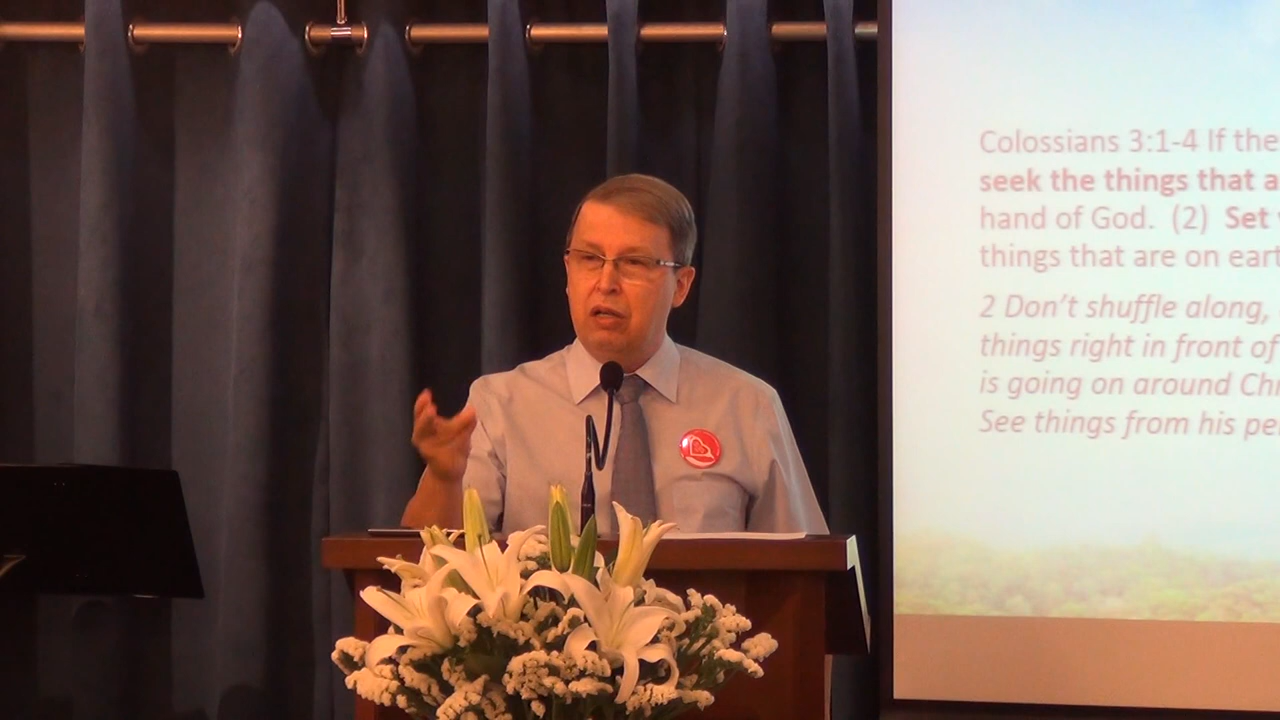 Colossians 3:1-4 If the
seek the things that a
hand of God. (2) Set
things that are on eart
2 Don't shuffle along,
things right in front of
is going on around Chr
See things from his per